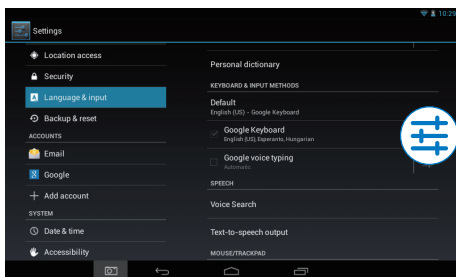 10:29
Settings
Location access
Security
A Language & input
Backup & reset
ACCOUNTS
Email
8 Google
Add account
SYSTEM
Date & time
Accessibility
Personal dictionary
KEYBOARD & INPUT METHODS
Default
English (US) - Google Keyboard
Google Keyboard
English (US), Esperanto, Hungarian
Google voice typing
Automatic
SPEECH
Voice Search
Text-to-speech output
MOUSE/TRACKPAD